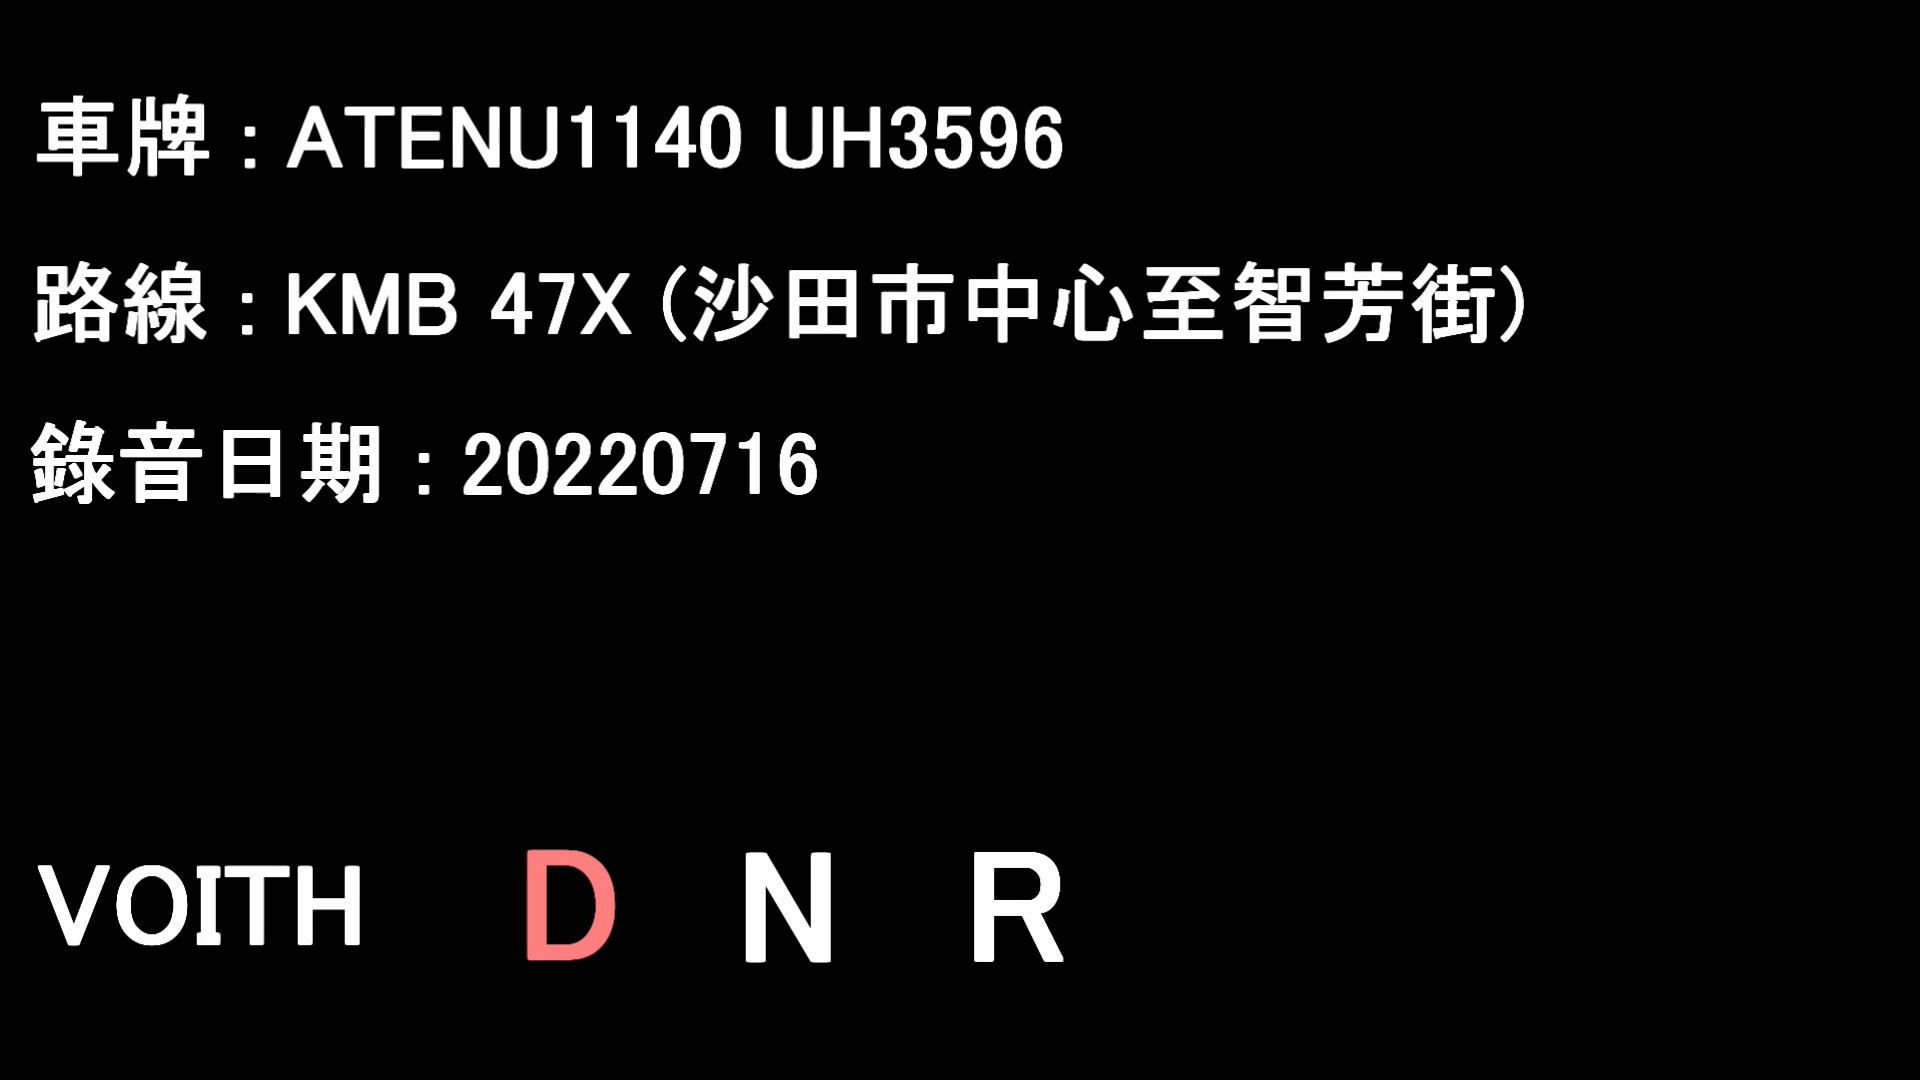 車牌 : ATENU1140 UH3596
路線 : KMB 47X (沙田市中心至智芳街)
錄音日期 : 20220716
VOITH D N R